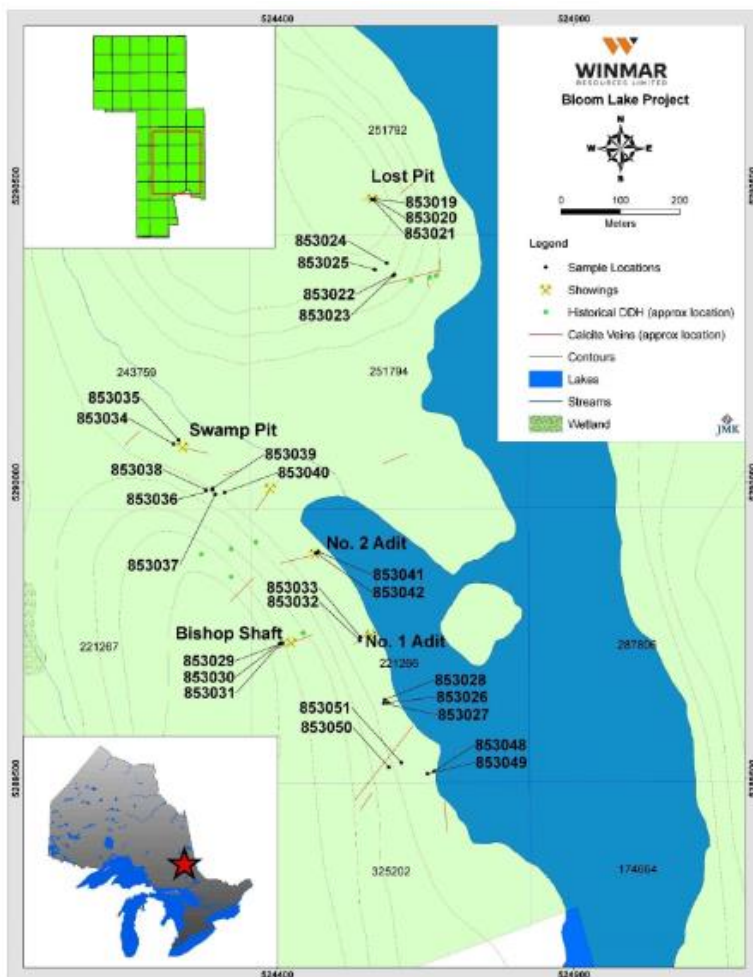 524400
524900
WINMAR
RESOURCES LIMITED
Bloom Lake Project
N
W
E
S
0
100
200
Meters
Legend
Sample Locations
Showings
Historical DDH (approx location)
Calcite Veins (approx location)
Contours
Lakes
Streams
Wetland
JMK
251792
Lost Pit
853019
853020
853021
853024
853025
853022
853023
243759
251794
853035
853034
Swamp Pit
853039
853038
853040
853036
853037
No. 2 Adit
853041
853042
853033
853032
Bishop Shaft
No. 1 Adit
221267
287806
853029
853030
853031
853028
853026
853027
853051
853050
853048
853049
325202
174664
5289500
5289500
524400
524900